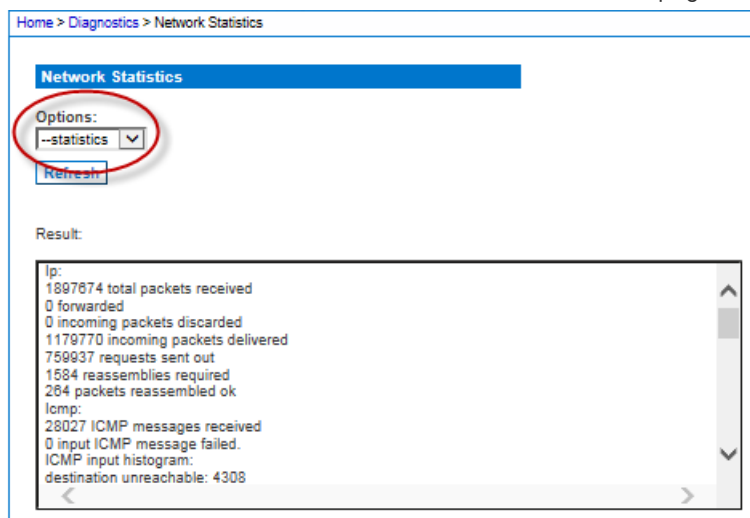 Home > Diagnostics > Network Statistics
Network Statistics
Options:
--statistics
Refresh
Result:
Ip:
1897674 total packets received
0 forwarded
0 incoming packets discarded
1179770 incoming packets delivered
759937 requests sent out
1584 reassemblies required
264 packets reassembled ok
Icmp:
28027 ICMP messages received
0 input ICMP message failed.
ICMP input histogram:
destination unreachable: 4308